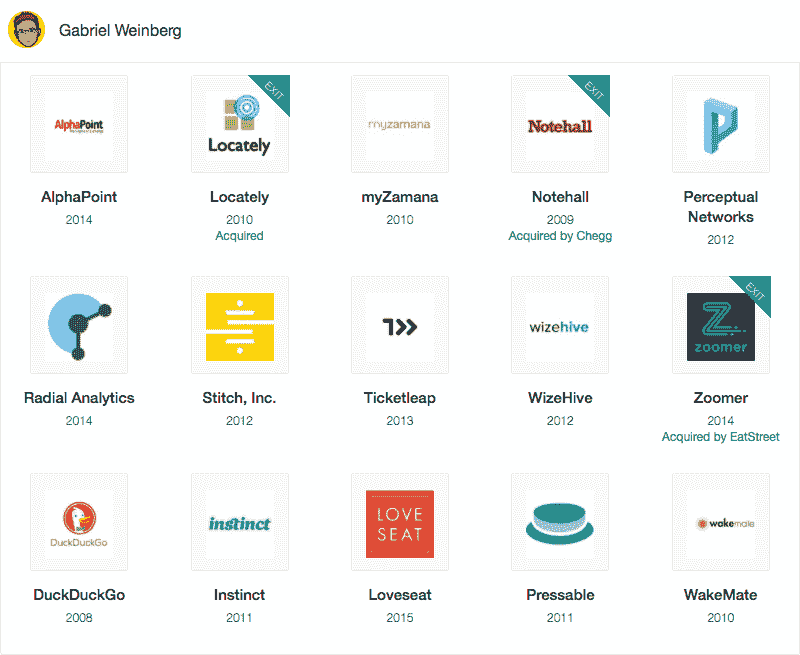 Gabriel Weinberg
AlphaPoint
EXIT
Locately
myzamana
EXIT
Notehall
AlphaPoint
2014
Locately
2010
Acquired
myZamana
2010
Notehall
2009
Acquired by Chegg
Perceptual
Networks
2012
wizehive
EXIT
zoomer
Radial Analytics
2014
Stitch, Inc.
2012
Ticketleap
2013
WizeHive
2012
Zoomer
2014
Acquired by EatStreet
DuckDuckGo
instinct
LOVE
SEAT
wakemate
DuckDuckGo
2008
Instinct
2011
Loveseat
2015
Pressable
2011
WakeMate
2010